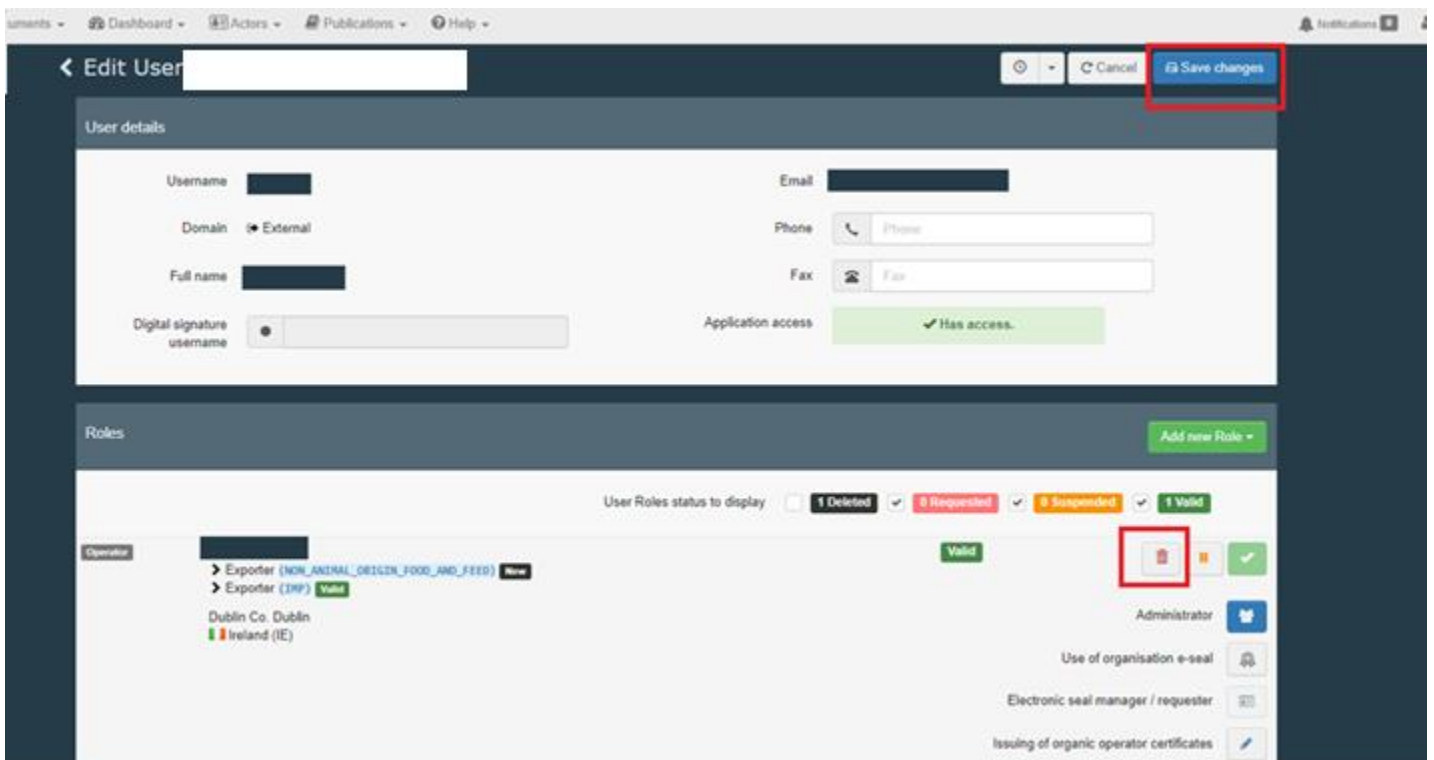 uments Dashboard Actors Publications Help Notifications
Edit User Cancel Save changes
User details
Username Email
Domain External Phone Phone
Full name Fax Fax
Digital signature username Application access Has access.
Roles Add new Role
User Roles status to display 1 Deleted 0 Requested 0 Suspended 1 Valid
Operator Valid
Exporter (NON_ANIMAL_ORIGIN_FOOD_AND_FEED) New
Exporter (IMP) Valid
Dublin Co. Dublin Administrator
Ireland (IE)
Use of organisation e-seal
Electronic seal manager / requester
Issuing of organic operator certificates